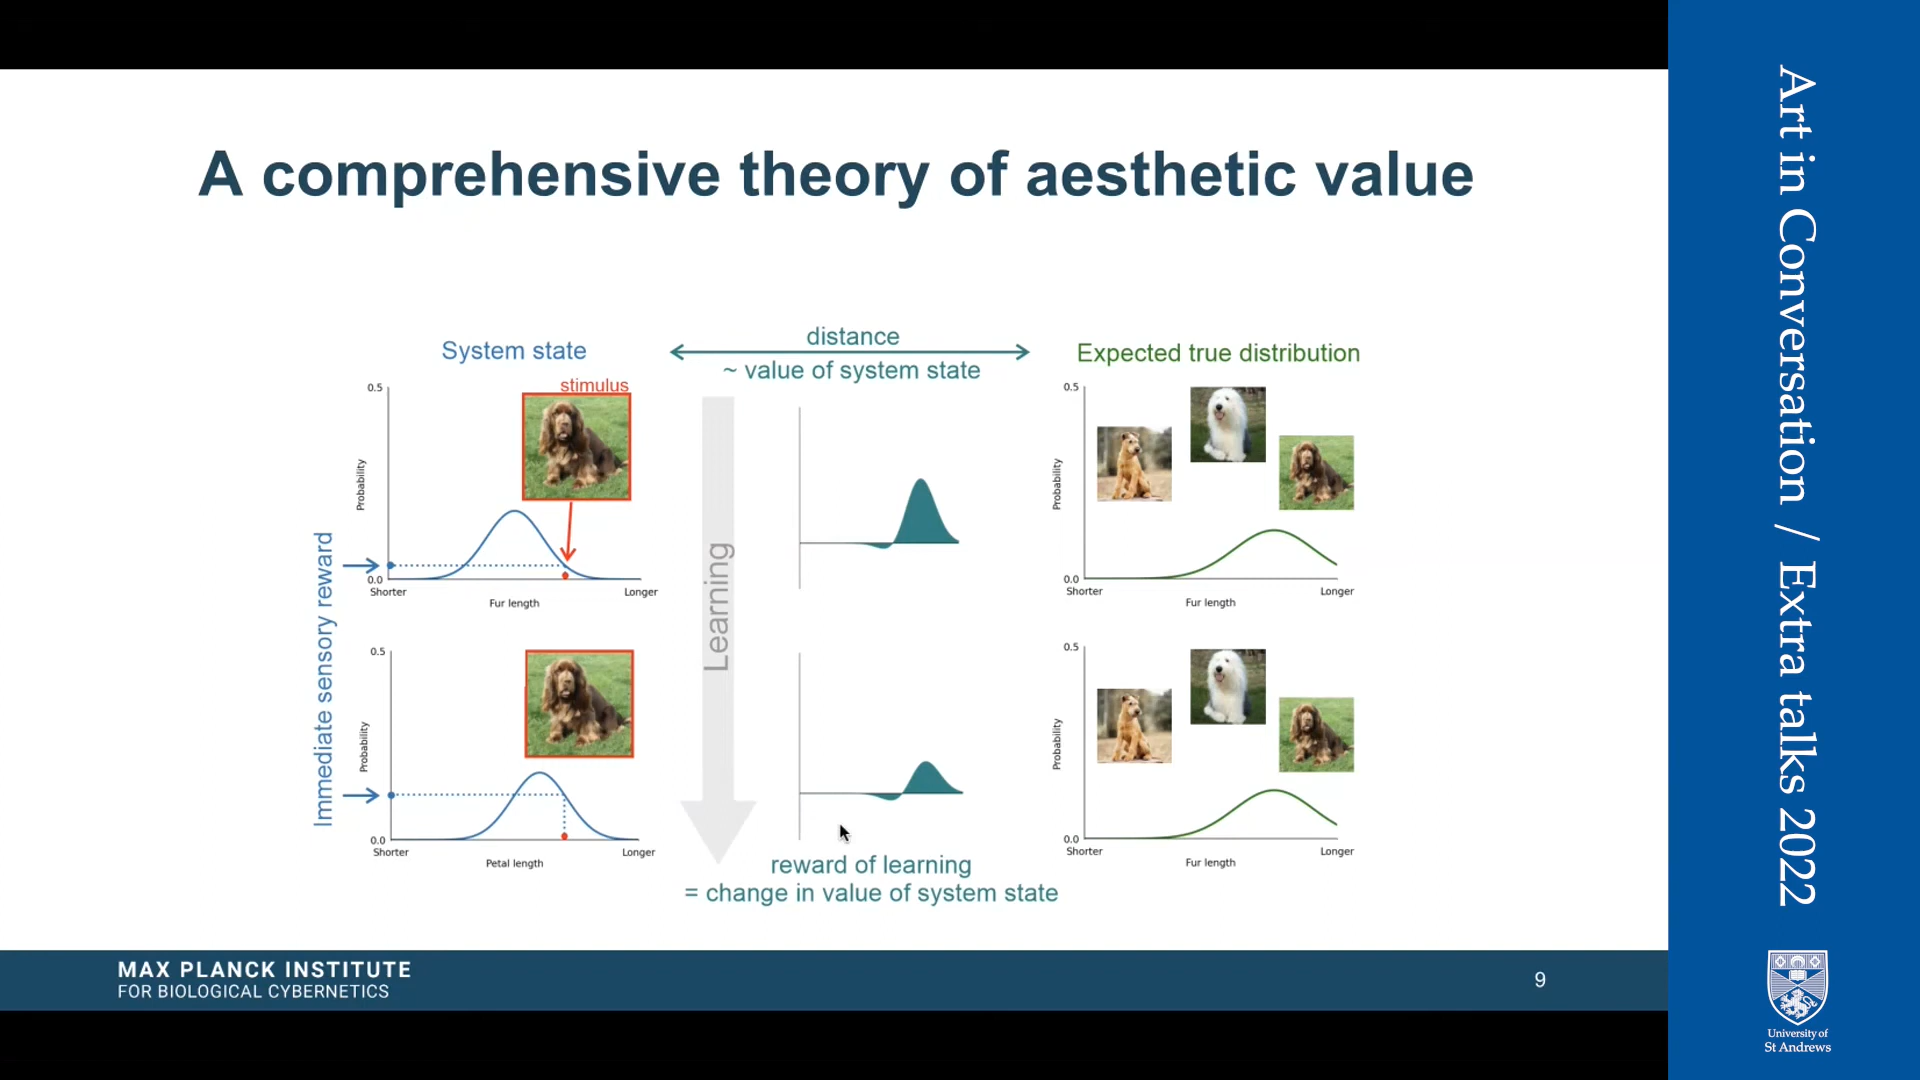 A comprehensive theory of aesthetic value
System state
distance
~ value of system state
Expected true distribution
stimulus
0.5
Probability
0.0
Shorter
Longer
Fur length
0.5
Probability
0.0
Shorter
Longer
Fur length
Immediate sensory reward
Learning
0.5
Probability
0.0
Shorter
Longer
Petal length
0.5
Probability
0.0
Shorter
Longer
Fur length
reward of learning
= change in value of system state
MAX PLANCK INSTITUTE
FOR BIOLOGICAL CYBERNETICS
9
Art in Conversation / Extra talks 2022
University of
St Andrews